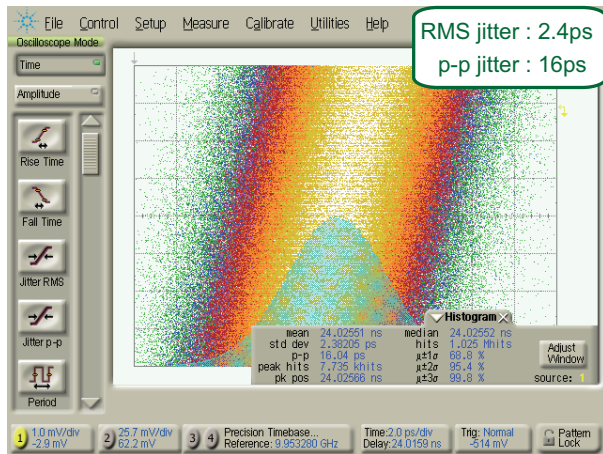 File Control Setup Measure Calibrate Utilities Help
RMS jitter : 2.4ps
p-p jitter : 16ps
Oscilloscope Mode
Time
Amplitude
Rise Time
Fall Time
Jitter RMS
Jitter p-p
Period
Histogram
mean 24.02551 ns median 24.02552 ns
std dev 2.38205 ps hits 1.025 Mhits
p-p 16.04 ps µ±1σ 68.8 %
peak hits 7.735 khits µ±2σ 95.4 %
pk pos 24.02566 ns µ±3σ 99.8 %
Adjust Window
source: 1
1 1.0 mV/div -2.9 mV
2 25.7 mV/div 62.2 mV
3 4 Precision Timebase... Reference: 9.953280 GHz
Time:2.0 ps/div Delay:24.0159 ns
Trig: Normal -514 mV
Pattern Lock